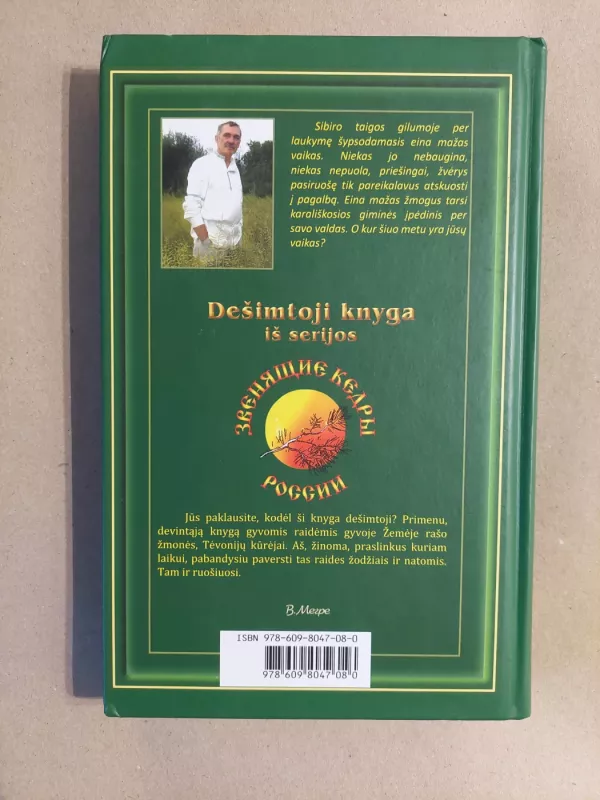 Sibiro taigos gilumoje per
laukymę šypsodamasis eina mažas
vaikas. Niekas jo nebaugina,
niekas nepuola, priešingai, žvėrys
pasiruošę tik pareikalavus atskuosti
į pagalbą. Eina mažas žmogus tarsi
karališkosios giminės įpėdinis per
savo valdas. O kur šiuo metu yra jūsų
vaikas?
Dešimtoji knyga
iš serijos
ЗВЕНЯЩИЕ КЕДРЫ
РОССИИ
Jūs paklausite, kodėl ši knyga dešimtoji? Primenu,
devintąją knygą gyvomis raidėmis gyvoje Žemėje rašo
žmonės, Tėvonijų kūrėjai. Aš, žinoma, praslinkus kuriam
laikui, pabandysiu paversti tas raides žodžiais ir natomis.
Tam ir ruošiuosi.
В.Мегре
ISBN 978-609-8047-08-0
9786098047080